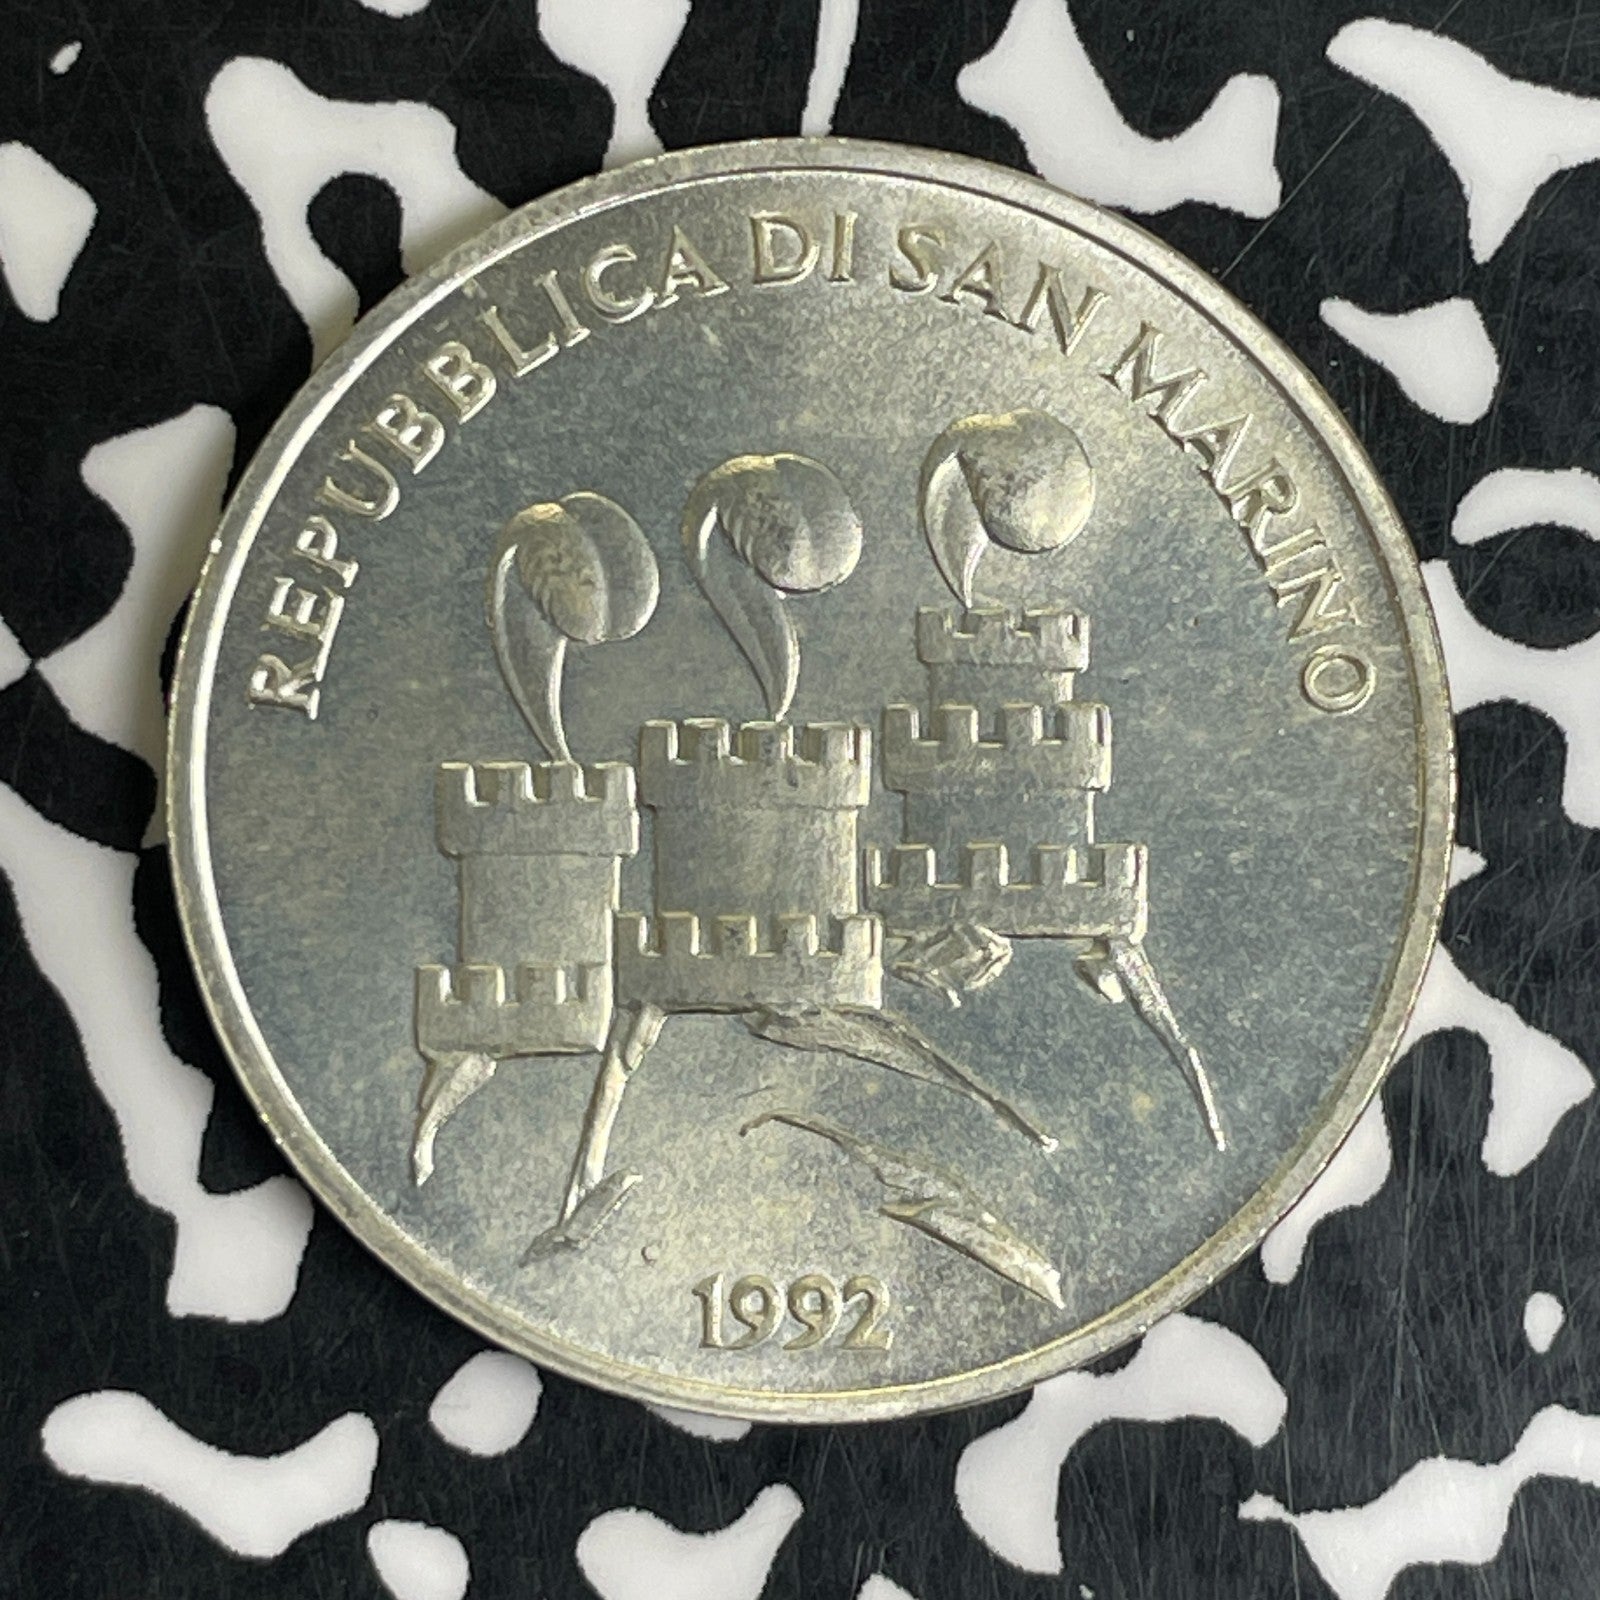 REPUBBLICA DI SAN MARINO
1992